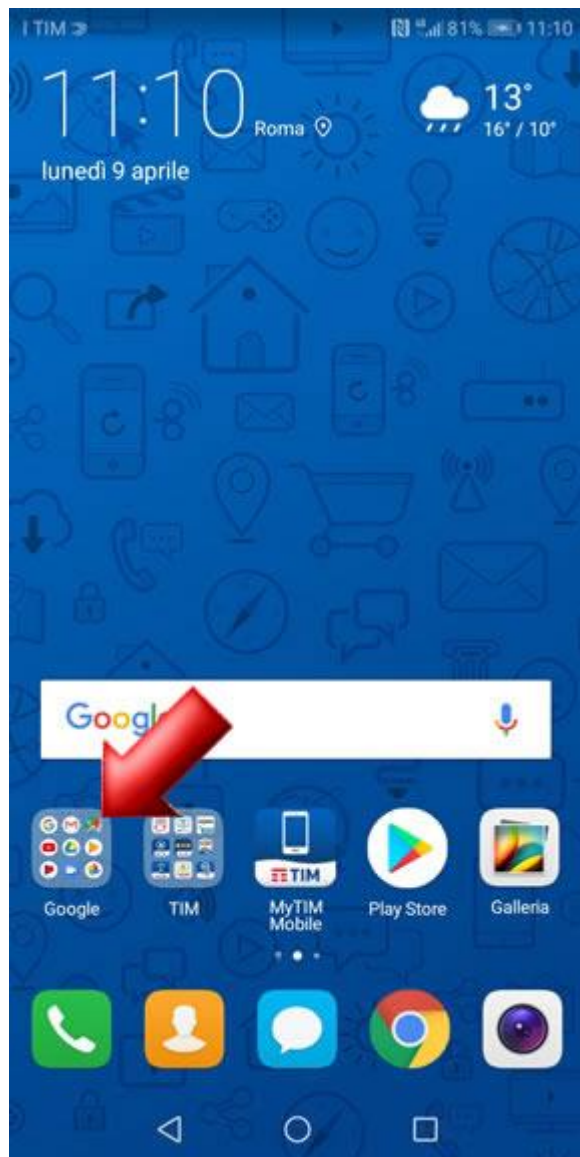 I TIM
81%
11:10
11:10
Roma
13°
16° / 10°
lunedì 9 aprile
Google
Google
TIM
TIM
MyTIM
Mobile
Play Store
Galleria